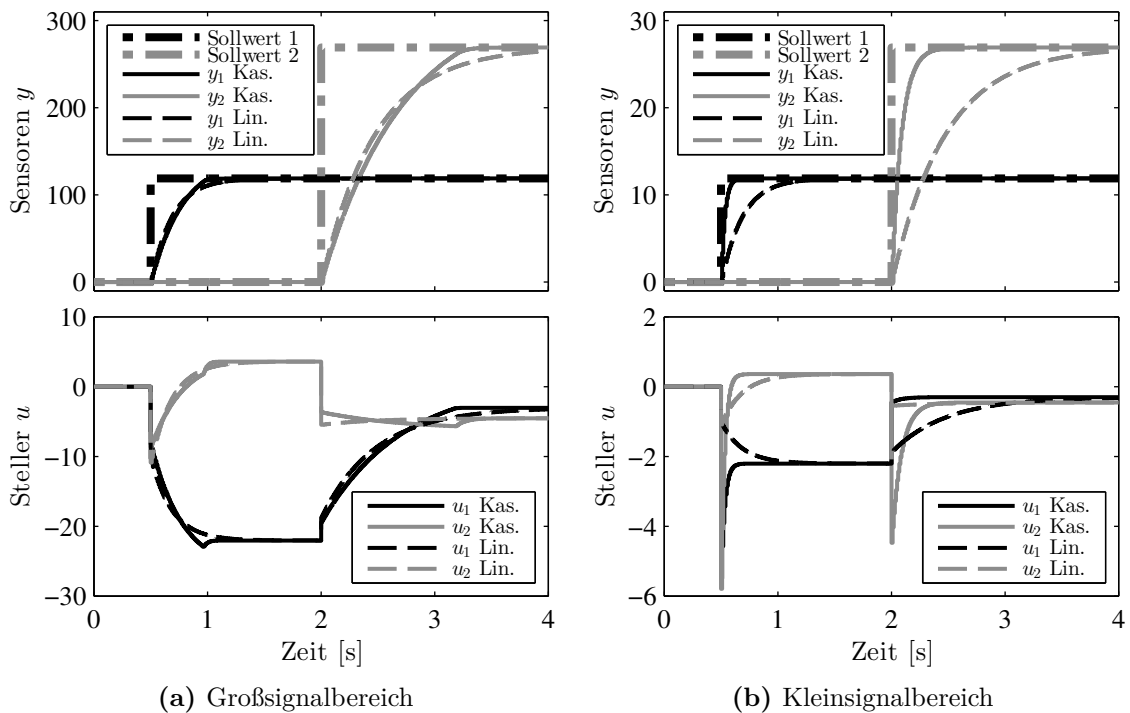 300
200
100
0
Sensoren y
Sollwert 1
Sollwert 2
y₁ Kas.
y₂ Kas.
y₁ Lin.
y₂ Lin.
10
0
−10
−20
−30
Steller u
u₁ Kas.
u₂ Kas.
u₁ Lin.
u₂ Lin.
0 1 2 3 4
Zeit [s]
(a) Großsignalbereich
30
20
10
0
Sensoren y
Sollwert 1
Sollwert 2
y₁ Kas.
y₂ Kas.
y₁ Lin.
y₂ Lin.
2
0
−2
−4
−6
Steller u
u₁ Kas.
u₂ Kas.
u₁ Lin.
u₂ Lin.
0 1 2 3 4
Zeit [s]
(b) Kleinsignalbereich